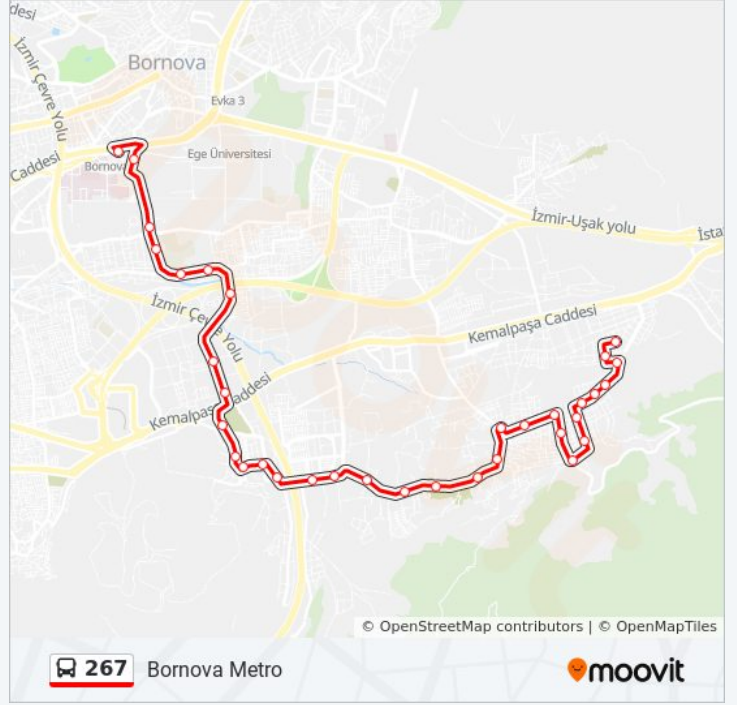 desi
Bornova
İzmir Çevre Yolu
Evka 3
Caddesi
Bornova
Ege Üniversitesi
İzmir-Uşak yolu
İsta
İzmir Çevre Yolu
Kemalpaşa Caddesi
Kemalpaşa Caddesi
© OpenStreetMap contributors | © OpenMapTiles
267 Bornova Metro
moovit